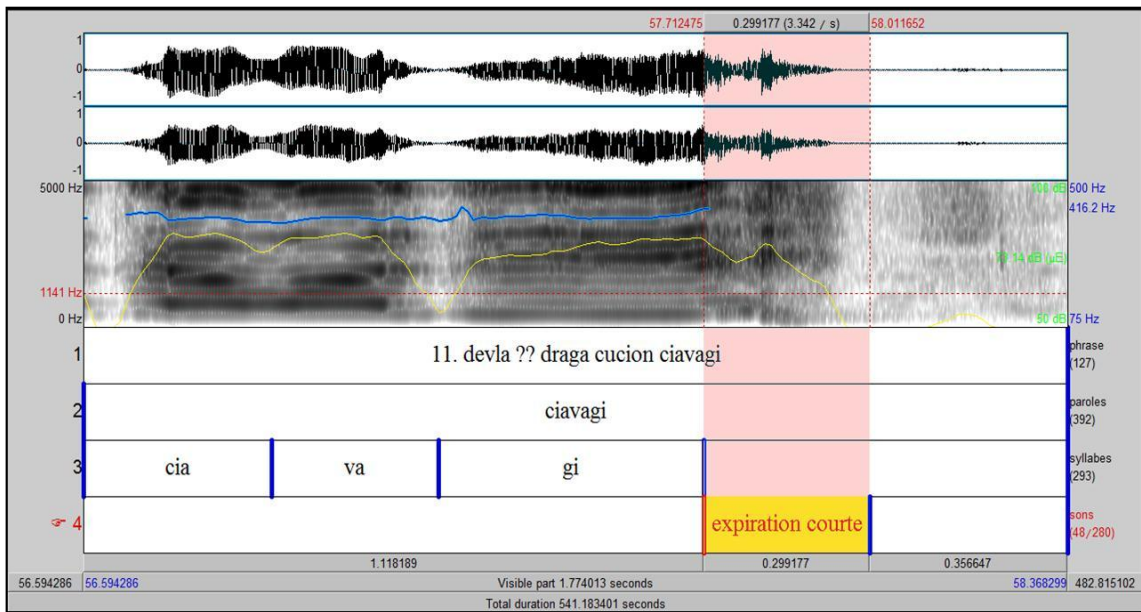 57.712475 0.299177 (3.342 / s) 58.011652
1
0
-1
1
0
-1
5000 Hz 100 dB 500 Hz
416.2 Hz
70.14 dB (µE)
1141 Hz
0 Hz 50 dB 75 Hz
1 11. devla ?? draga cucion ciavagi phrase
(127)
2 ciavagi paroles
(392)
3 cia va gi syllabes
(293)
4 expiration courte sons
(48/280)
1.118189 0.299177 0.356647
56.594286 56.594286 Visible part 1.774013 seconds 58.368299 482.815102
Total duration 541.183401 seconds